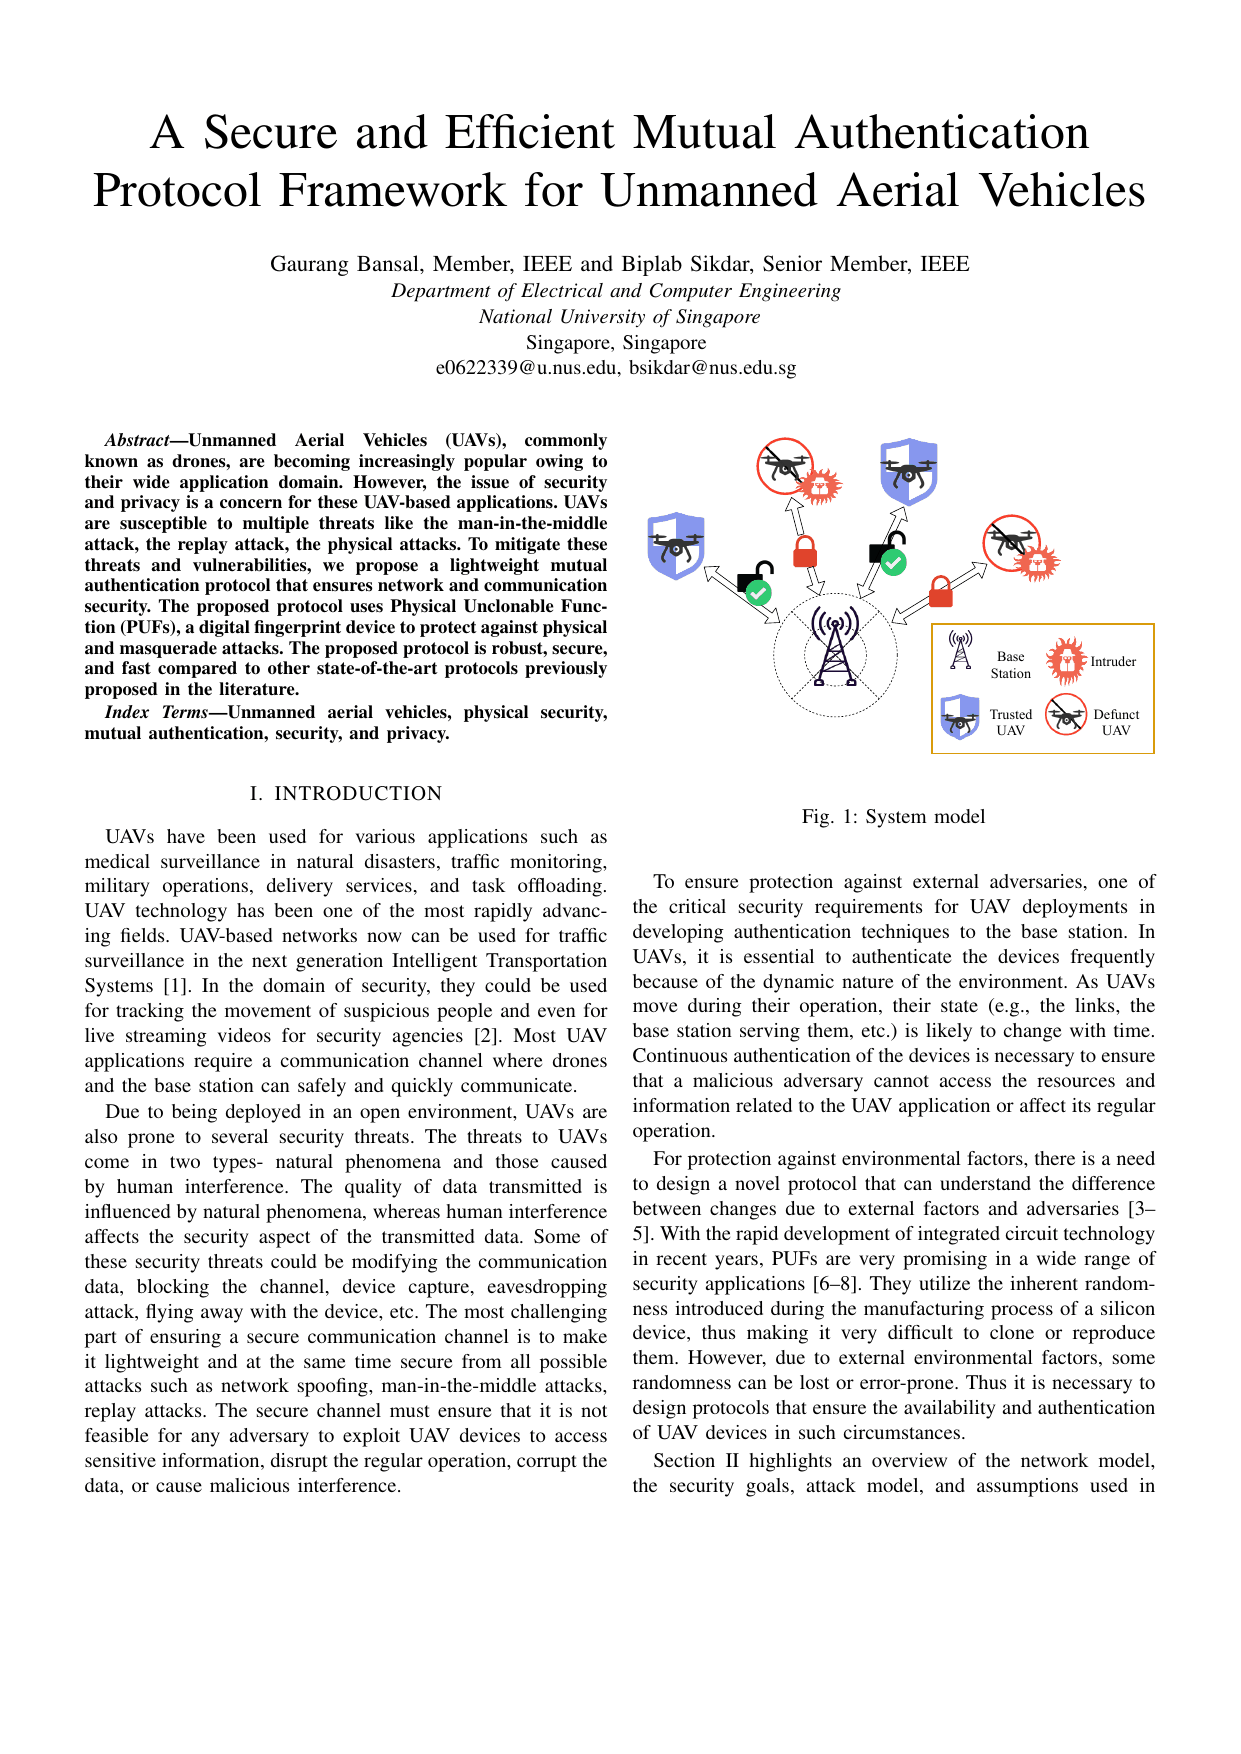 A Secure and Efficient Mutual Authentication
Protocol Framework for Unmanned Aerial Vehicles
Gaurang Bansal, Member, IEEE and Biplab Sikdar, Senior Member, IEEE
Department of Electrical and Computer Engineering
National University of Singapore
Singapore, Singapore
e0622339@u.nus.edu, bsikdar@nus.edu.sg
Abstract—Unmanned Aerial Vehicles (UAVs), commonly
known as drones, are becoming increasingly popular owing to
their wide application domain. However, the issue of security
and privacy is a concern for these UAV-based applications. UAVs
are susceptible to multiple threats like the man-in-the-middle
attack, the replay attack, the physical attacks. To mitigate these
threats and vulnerabilities, we propose a lightweight mutual
authentication protocol that ensures network and communication
security. The proposed protocol uses Physical Unclonable Func-
tion (PUFs), a digital fingerprint device to protect against physical
and masquerade attacks. The proposed protocol is robust, secure,
and fast compared to other state-of-the-art protocols previously
proposed in the literature.
Index Terms—Unmanned aerial vehicles, physical security,
mutual authentication, security, and privacy.
I. INTRODUCTION
UAVs have been used for various applications such as
medical surveillance in natural disasters, traffic monitoring,
military operations, delivery services, and task offloading.
UAV technology has been one of the most rapidly advanc-
ing fields. UAV-based networks now can be used for traffic
surveillance in the next generation Intelligent Transportation
Systems [1]. In the domain of security, they could be used
for tracking the movement of suspicious people and even for
live streaming videos for security agencies [2]. Most UAV
applications require a communication channel where drones
and the base station can safely and quickly communicate.
Due to being deployed in an open environment, UAVs are
also prone to several security threats. The threats to UAVs
come in two types- natural phenomena and those caused
by human interference. The quality of data transmitted is
influenced by natural phenomena, whereas human interference
affects the security aspect of the transmitted data. Some of
these security threats could be modifying the communication
data, blocking the channel, device capture, eavesdropping
attack, flying away with the device, etc. The most challenging
part of ensuring a secure communication channel is to make
it lightweight and at the same time secure from all possible
attacks such as network spoofing, man-in-the-middle attacks,
replay attacks. The secure channel must ensure that it is not
feasible for any adversary to exploit UAV devices to access
sensitive information, disrupt the regular operation, corrupt the
data, or cause malicious interference.
Base
Station
Intruder
Trusted
UAV
Defunct
UAV
Fig. 1: System model
To ensure protection against external adversaries, one of
the critical security requirements for UAV deployments in
developing authentication techniques to the base station. In
UAVs, it is essential to authenticate the devices frequently
because of the dynamic nature of the environment. As UAVs
move during their operation, their state (e.g., the links, the
base station serving them, etc.) is likely to change with time.
Continuous authentication of the devices is necessary to ensure
that a malicious adversary cannot access the resources and
information related to the UAV application or affect its regular
operation.
For protection against environmental factors, there is a need
to design a novel protocol that can understand the difference
between changes due to external factors and adversaries [3–
5]. With the rapid development of integrated circuit technology
in recent years, PUFs are very promising in a wide range of
security applications [6–8]. They utilize the inherent random-
ness introduced during the manufacturing process of a silicon
device, thus making it very difficult to clone or reproduce
them. However, due to external environmental factors, some
randomness can be lost or error-prone. Thus it is necessary to
design protocols that ensure the availability and authentication
of UAV devices in such circumstances.
Section II highlights an overview of the network model,
the security goals, attack model, and assumptions used in